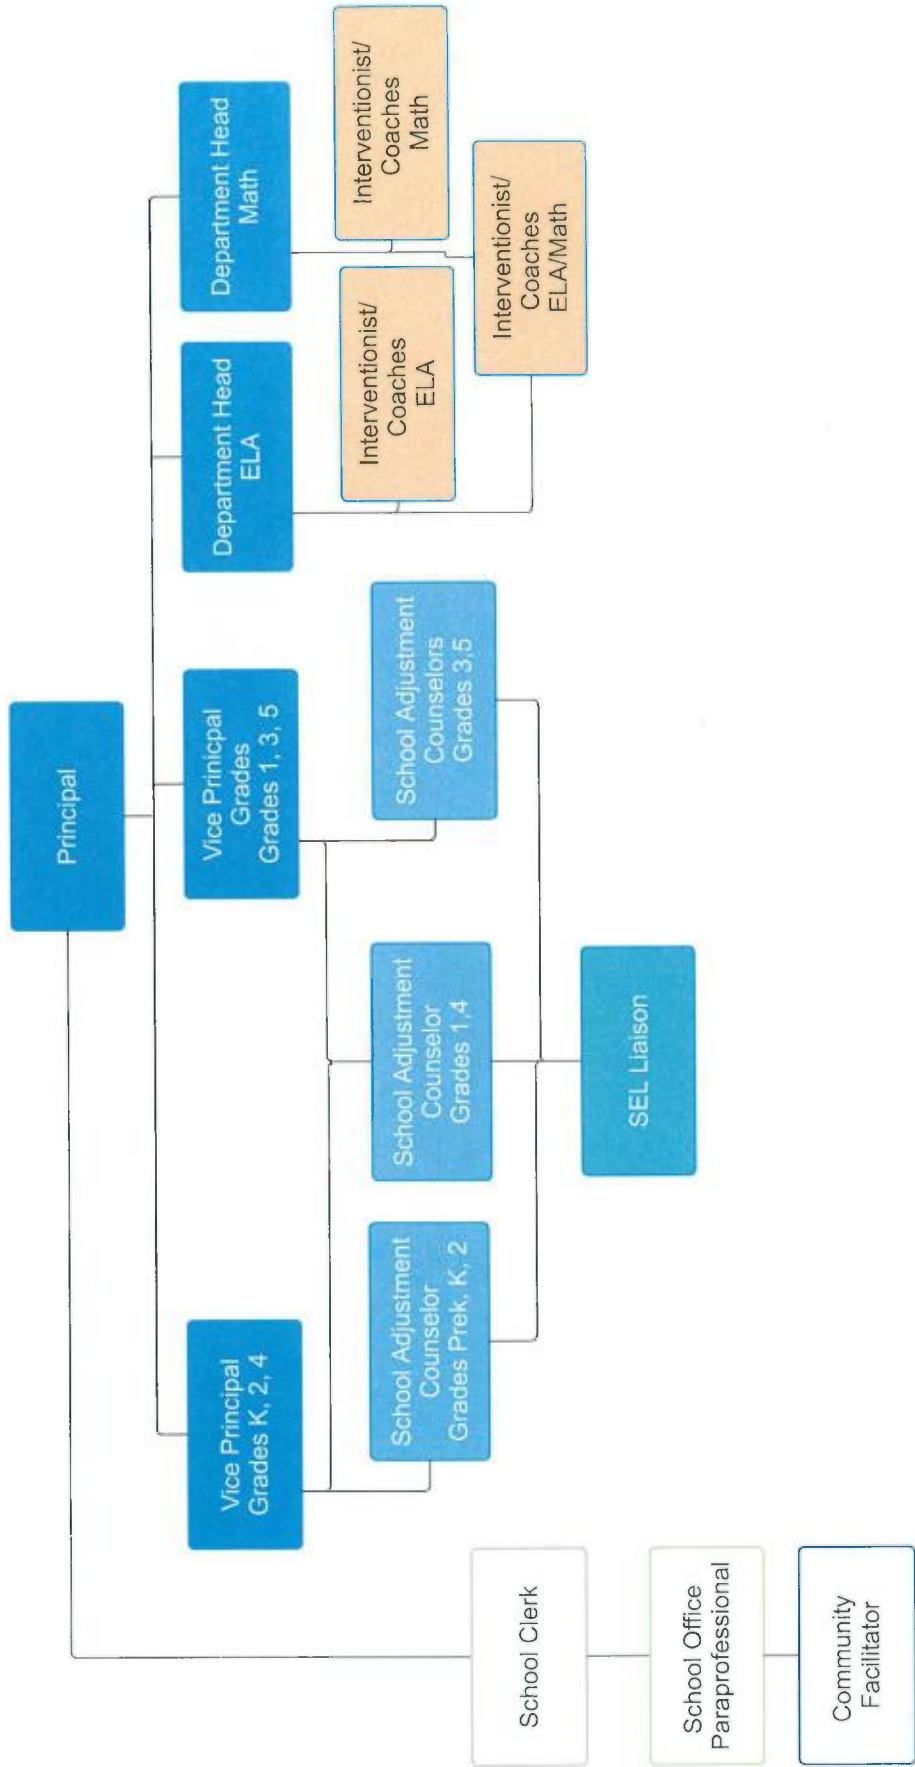 Principal
Vice Principal
Grades K, 2, 4
Vice Prinicpal
Grades
Grades 1, 3, 5
Department Head
ELA
Department Head
Math
School Adjustment
Counselor
Grades Prek, K, 2
School Adjustment
Counselor
Grades 1,4
School Adjustment
Counselors
Grades 3,5
Interventionist/
Coaches
ELA
Interventionist/
Coaches
Math
Interventionist/
Coaches
ELA/Math
SEL Liaison
School Clerk
School Office
Paraprofessional
Community
Facilitator